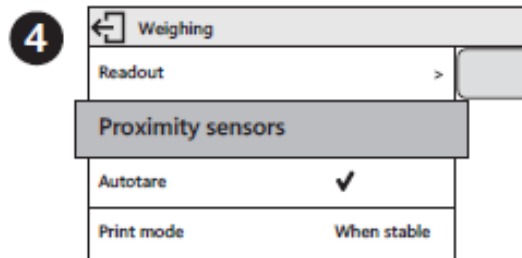 4
Weighing
Readout >
Proximity sensors
Autotare ✓
Print mode When stable